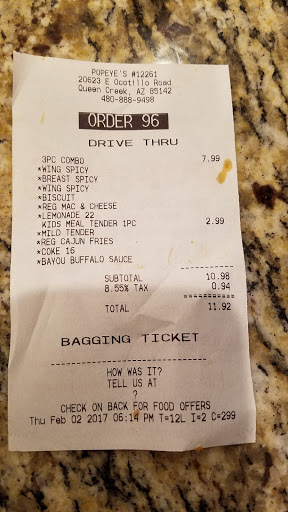 POPEYE'S #12261
20623 E Ocotillo Road
Queen Creek, AZ 85142
480-888-9498
ORDER 96
DRIVE THRU
3PC COMBO 7.99
*WING SPICY
*BREAST SPICY
*WING SPICY
*BISCUIT
*REG MAC & CHEESE
*LEMONADE 22
KIDS MEAL TENDER 1PC 2.99
*MILD TENDER
*REG CAJUN FRIES
*COKE 16
*BAYOU BUFFALO SAUCE
SUBTOTAL 10.98
8.55% TAX 0.94
TOTAL 11.92
BAGGING TICKET
HOW WAS IT?
TELL US AT
?
CHECK ON BACK FOR FOOD OFFERS
Thu Feb 02 2017 06:14 PM T=12L I=2 C=299